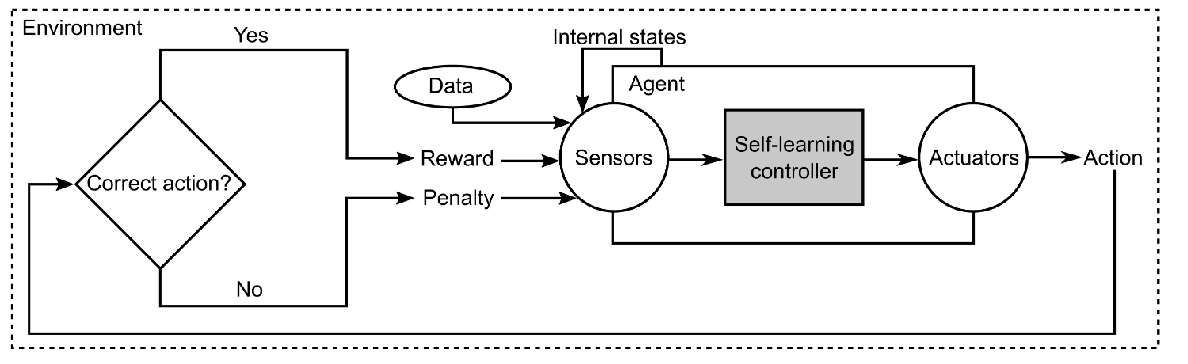 Environment
Yes
Internal states
Data
Agent
Reward
Sensors
Self-learning
controller
Actuators
Action
Correct action?
Penalty
No